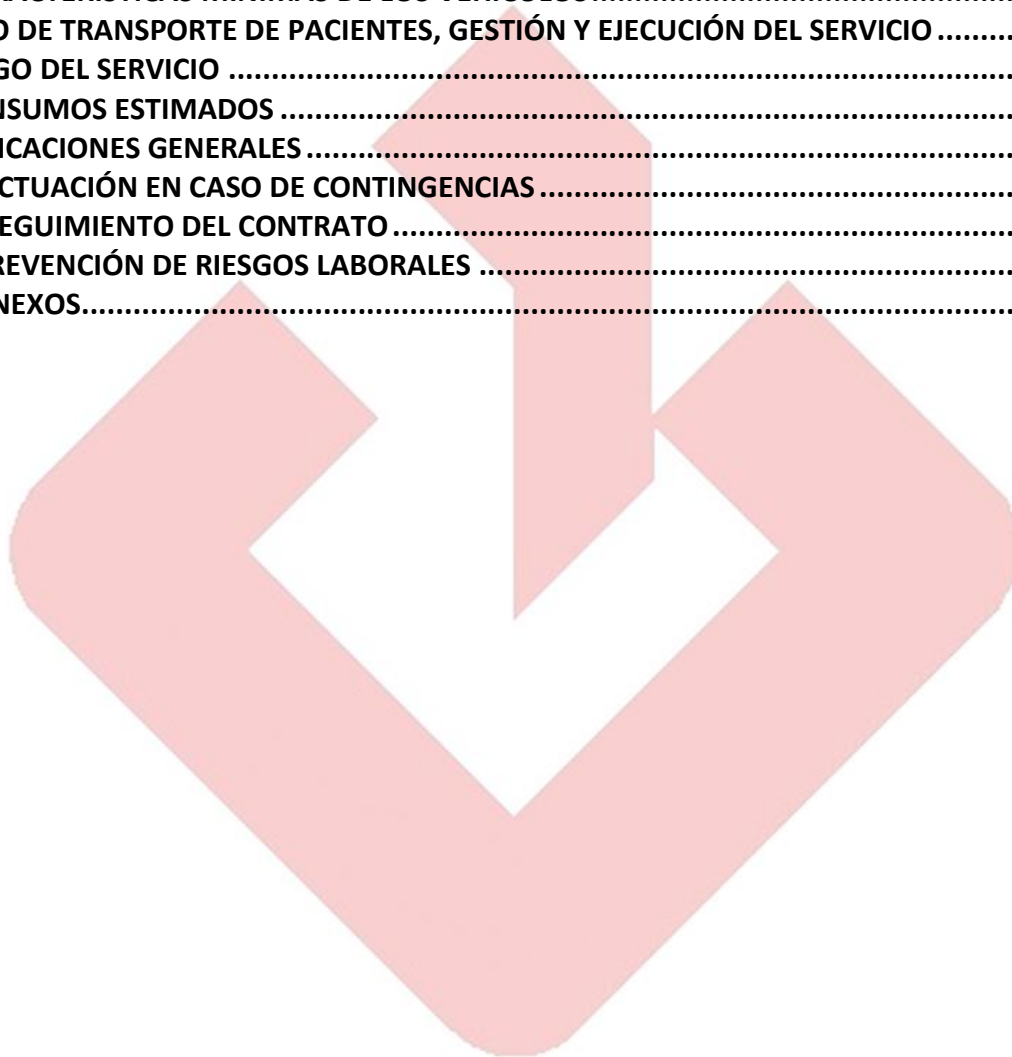 DE TRANSPORTE DE PACIENTES, GESTIÓN Y EJECUCIÓN DEL SERVICIO .........
GO DEL SERVICIO ..........................................................................................
NSUMOS ESTIMADOS ...................................................................................
ICACIONES GENERALES ................................................................................
CTUACIÓN EN CASO DE CONTINGENCIAS ......................................................
EGUIMIENTO DEL CONTRATO ........................................................................
REVENCIÓN DE RIESGOS LABORALES .............................................................
NEXOS..........................................................................................................